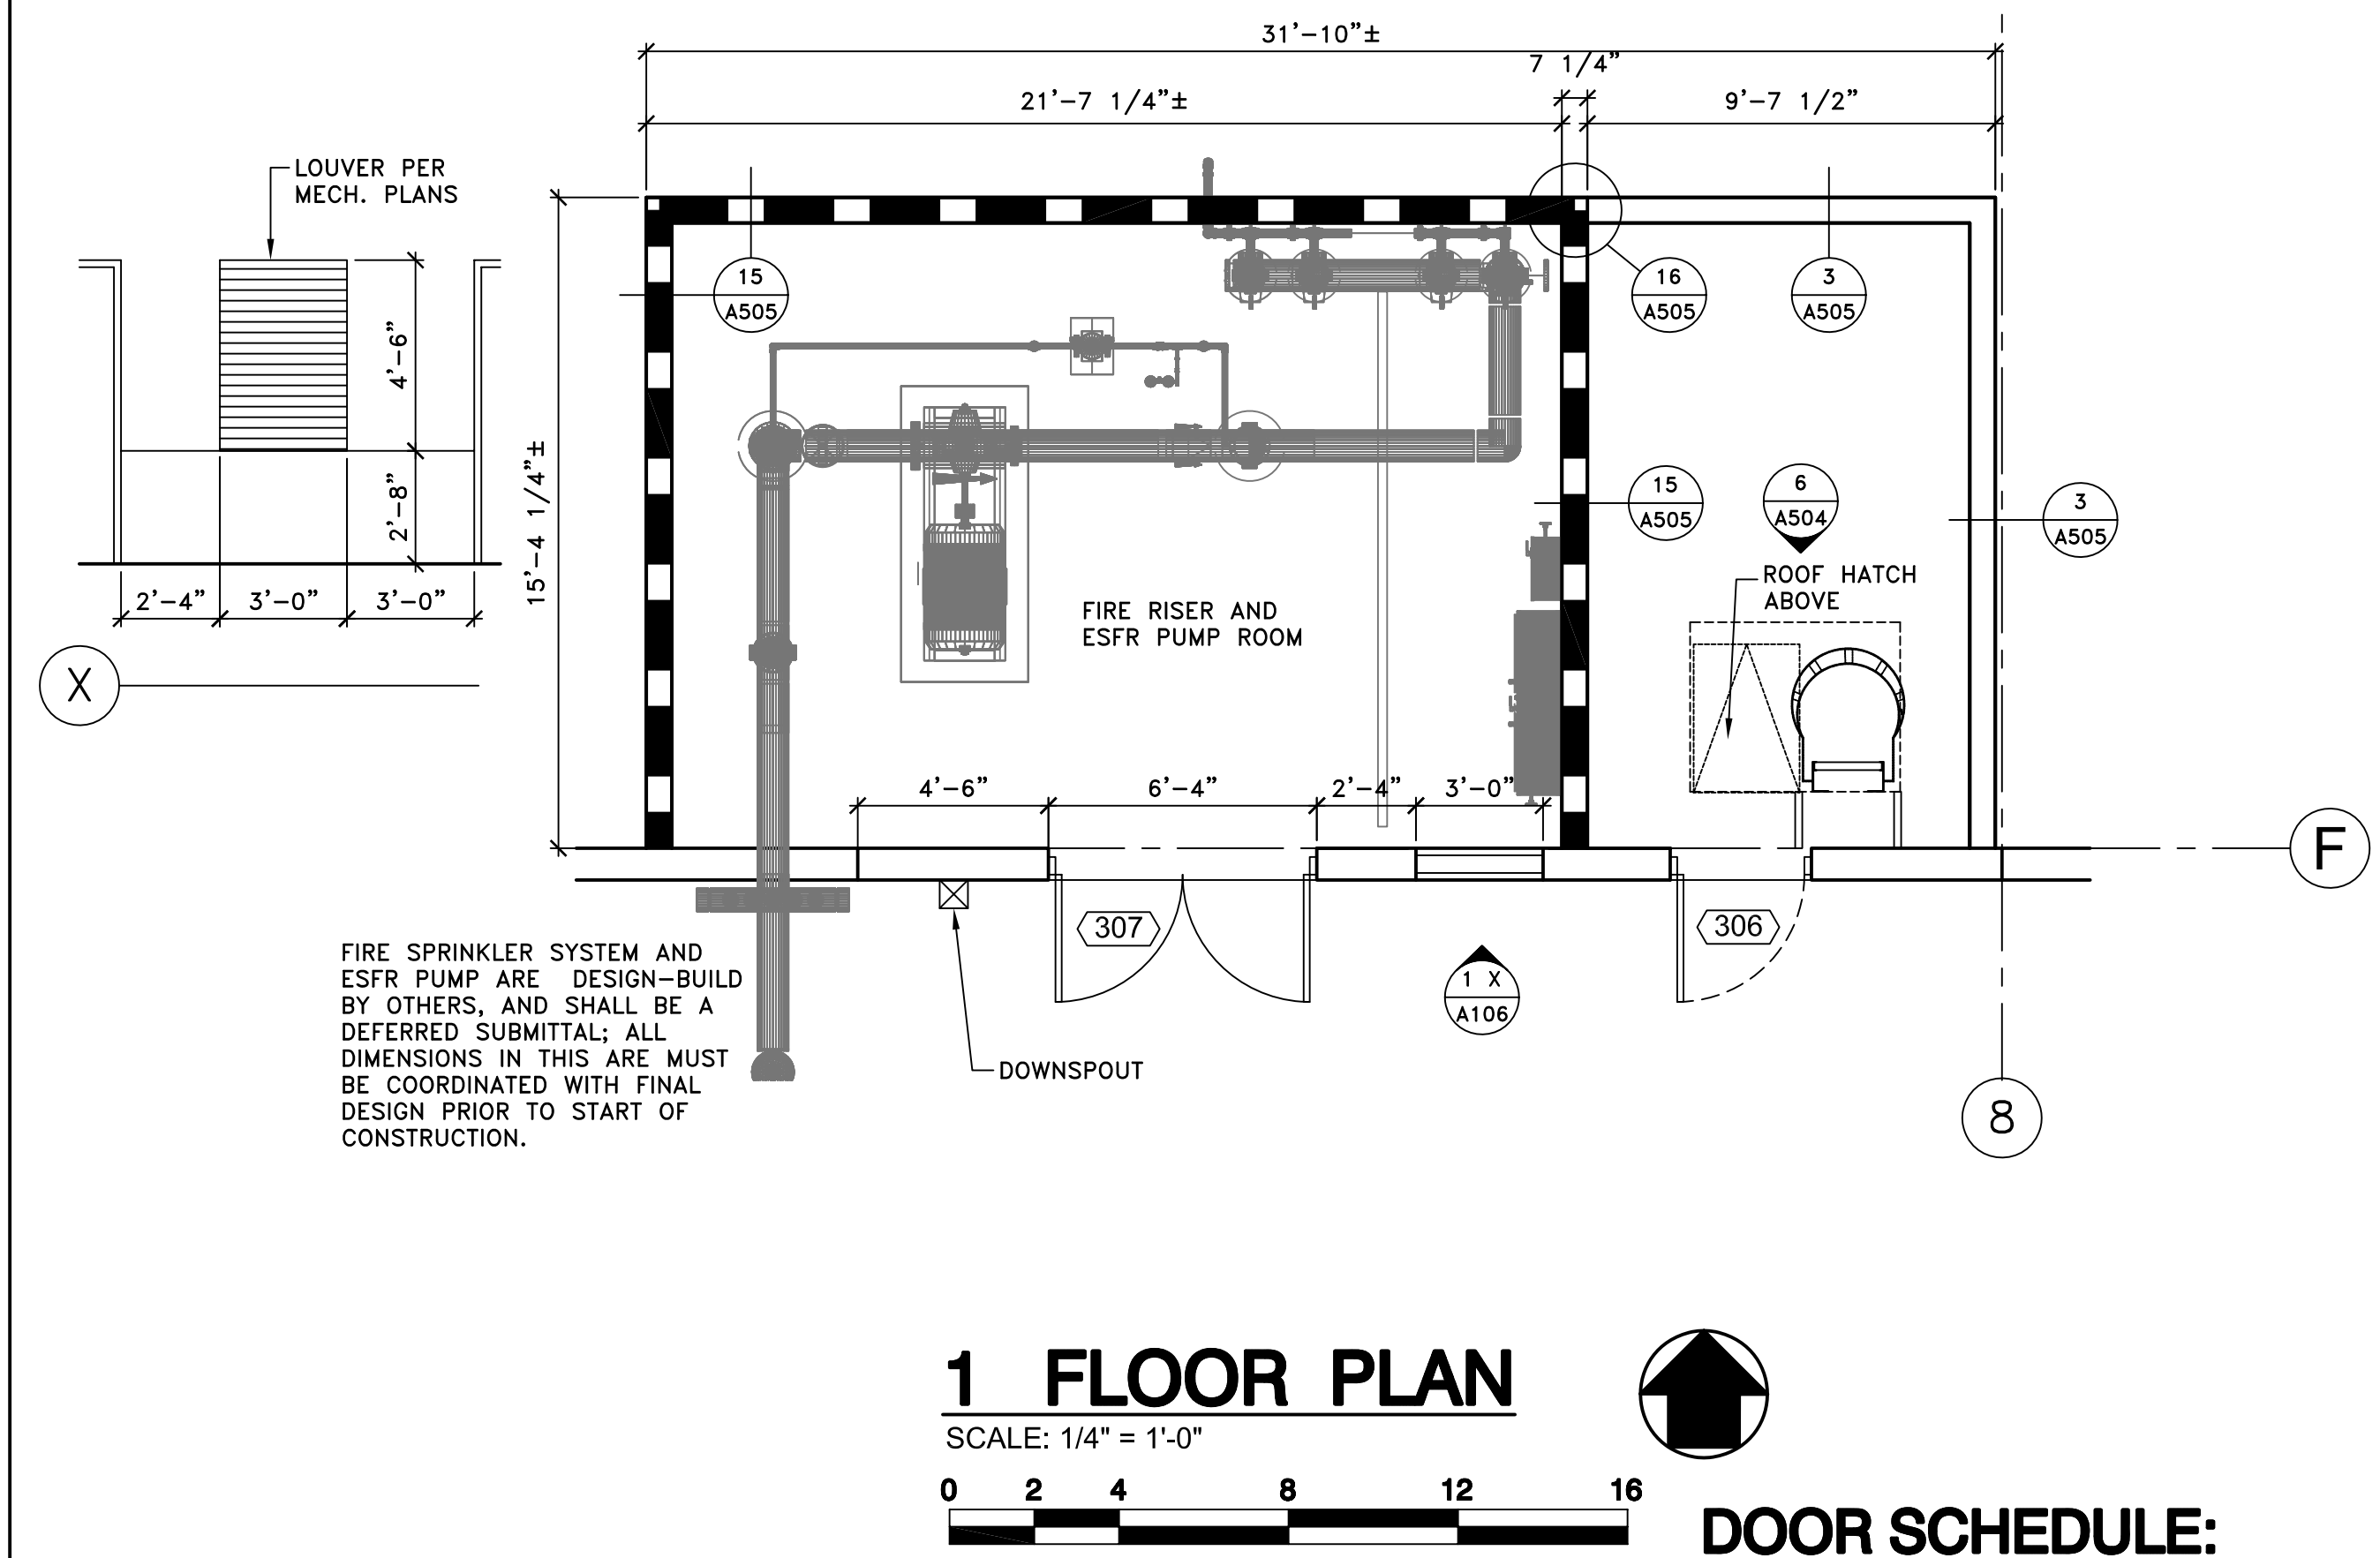 31'-10"±
7 1/4"
21'-7 1/4"±
9'-7 1/2"
LOUVER PER
MECH. PLANS
15
A505
16
A505
3
A505
4'-6"
2'-8"
15'-4 1/4"±
15
A505
6
A504
3
A505
ROOF HATCH
ABOVE
2'-4"
3'-0"
3'-0"
FIRE RISER AND
ESFR PUMP ROOM
X
4'-6"
6'-4"
2'-4"
3'-0"
F
307
306
FIRE SPRINKLER SYSTEM AND
ESFR PUMP ARE DESIGN-BUILD
BY OTHERS, AND SHALL BE A
DEFERRED SUBMITTAL; ALL
DIMENSIONS IN THIS ARE MUST
BE COORDINATED WITH FINAL
DESIGN PRIOR TO START OF
CONSTRUCTION.
1 X
A106
DOWNSPOUT
8
1 FLOOR PLAN
SCALE: 1/4" = 1'-0"
0 2 4 8 12 16
DOOR SCHEDULE: